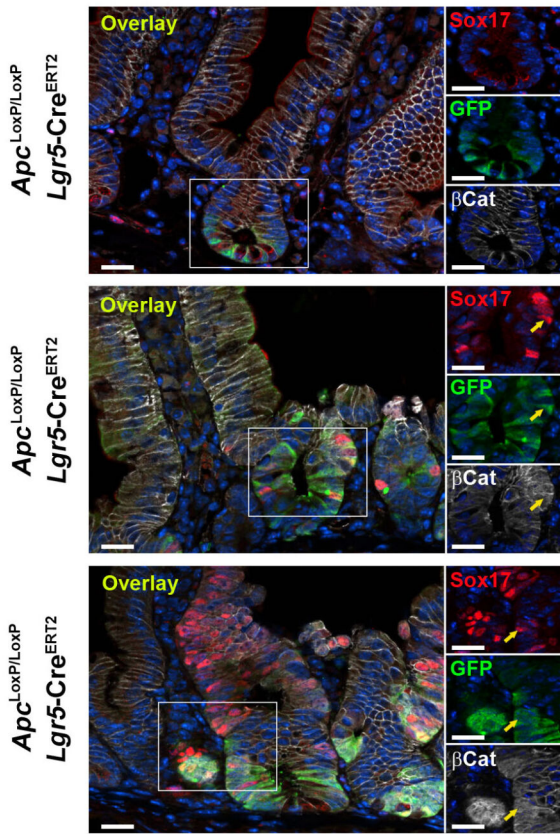 Apc^LoxP/LoxP
Lgr5-Cre^ERT2
Overlay
Sox17
GFP
βCat
Apc^LoxP/LoxP
Lgr5-Cre^ERT2
Overlay
Sox17
GFP
βCat
Apc^LoxP/LoxP
Lgr5-Cre^ERT2
Overlay
Sox17
GFP
βCat